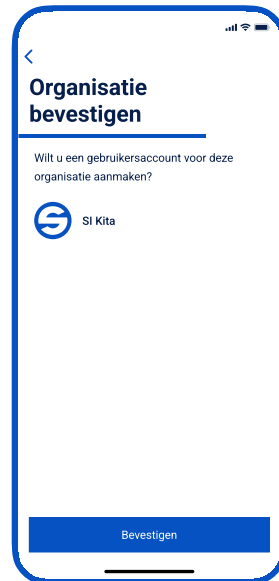 Organisatie
bevestigen
Wilt u een gebruikersaccount voor deze
organisatie aanmaken?
SI Kita
Bevestigen